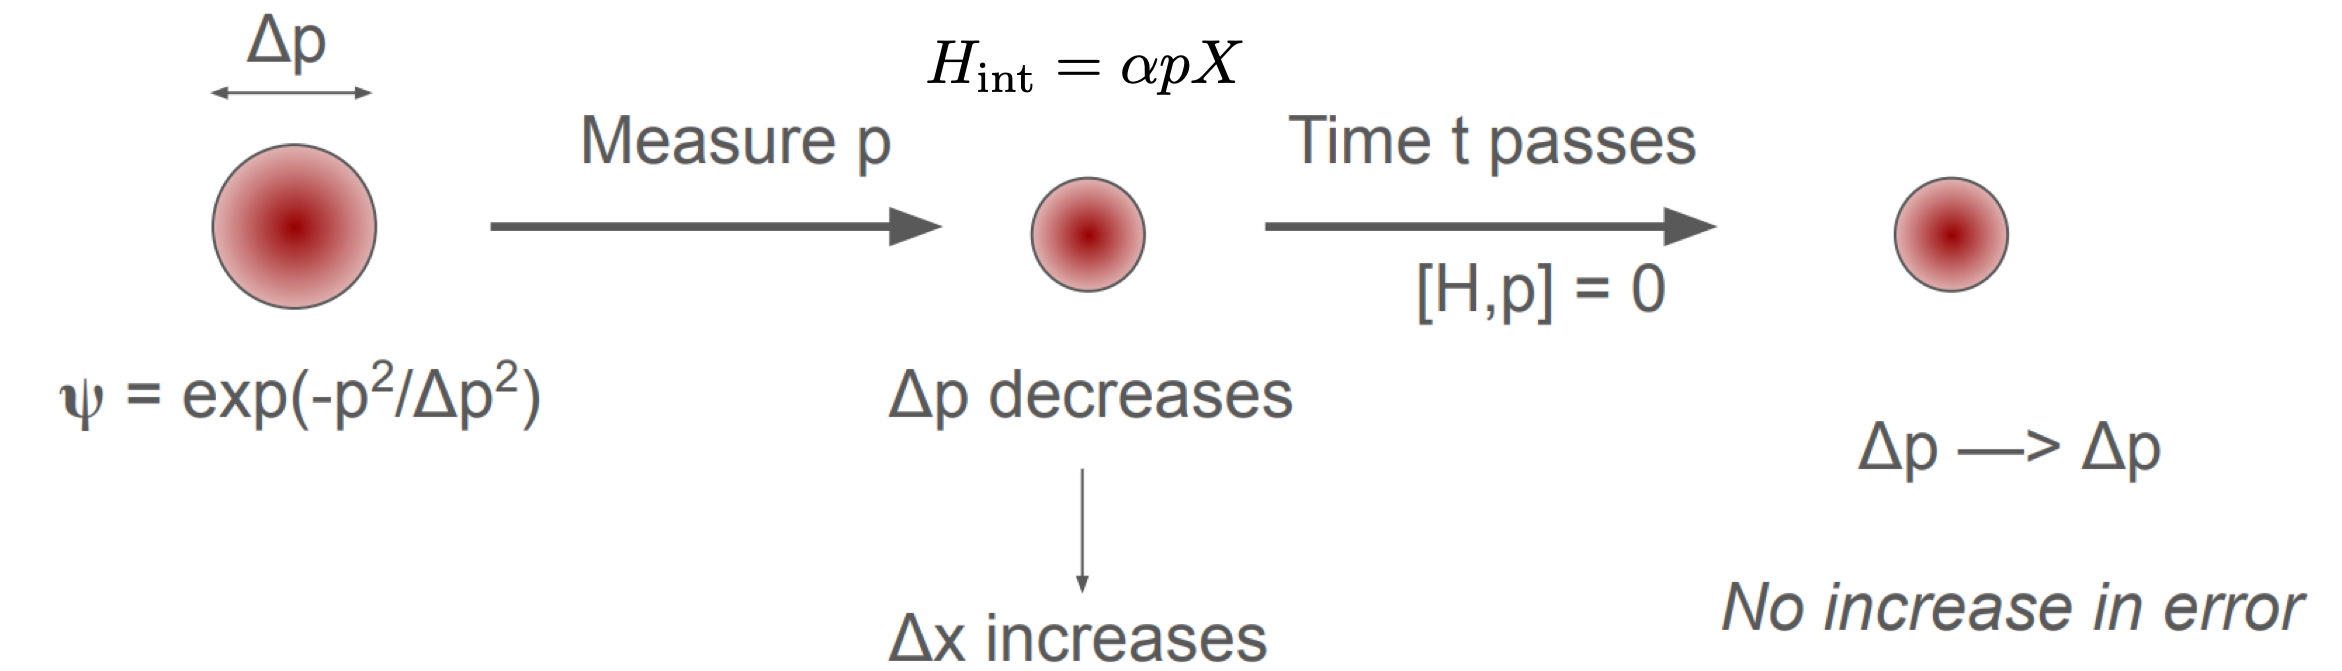 Δp
H_int = αpX
Measure p
Time t passes
[H,p] = 0
ψ = exp(-p²/Δp²)
Δp decreases
Δp —> Δp
Δx increases
No increase in error